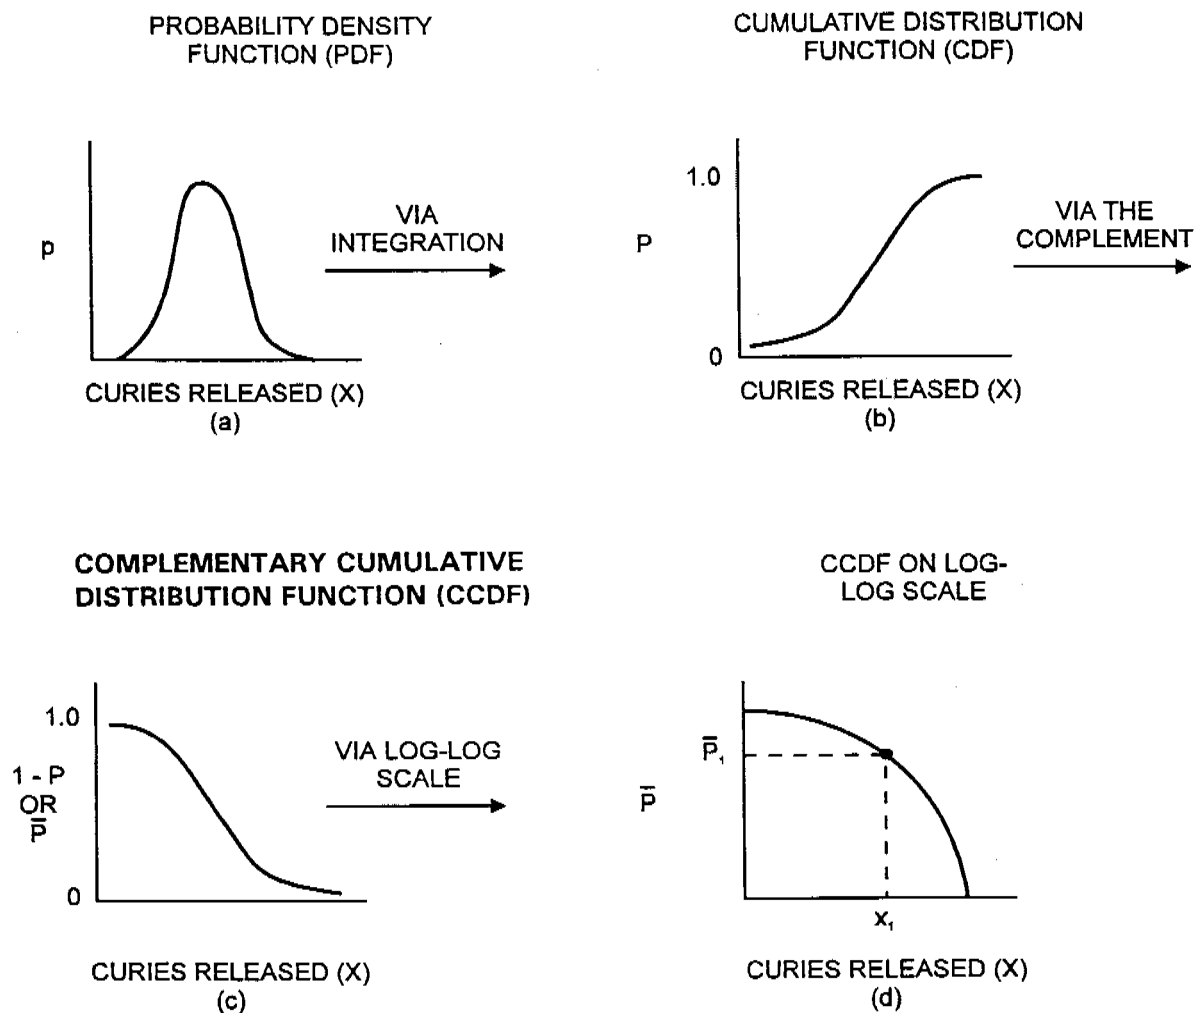 PROBABILITY DENSITY
FUNCTION (PDF)
p
VIA
INTEGRATION
CURIES RELEASED (X)
(a)
CUMULATIVE DISTRIBUTION
FUNCTION (CDF)
1.0
P
0
VIA THE
COMPLEMENT
CURIES RELEASED (X)
(b)
COMPLEMENTARY CUMULATIVE
DISTRIBUTION FUNCTION (CCDF)
1.0
1 - P
OR
P̅
0
VIA LOG-LOG
SCALE
CURIES RELEASED (X)
(c)
CCDF ON LOG-
LOG SCALE
P̅₁
P̅
x₁
CURIES RELEASED (X)
(d)